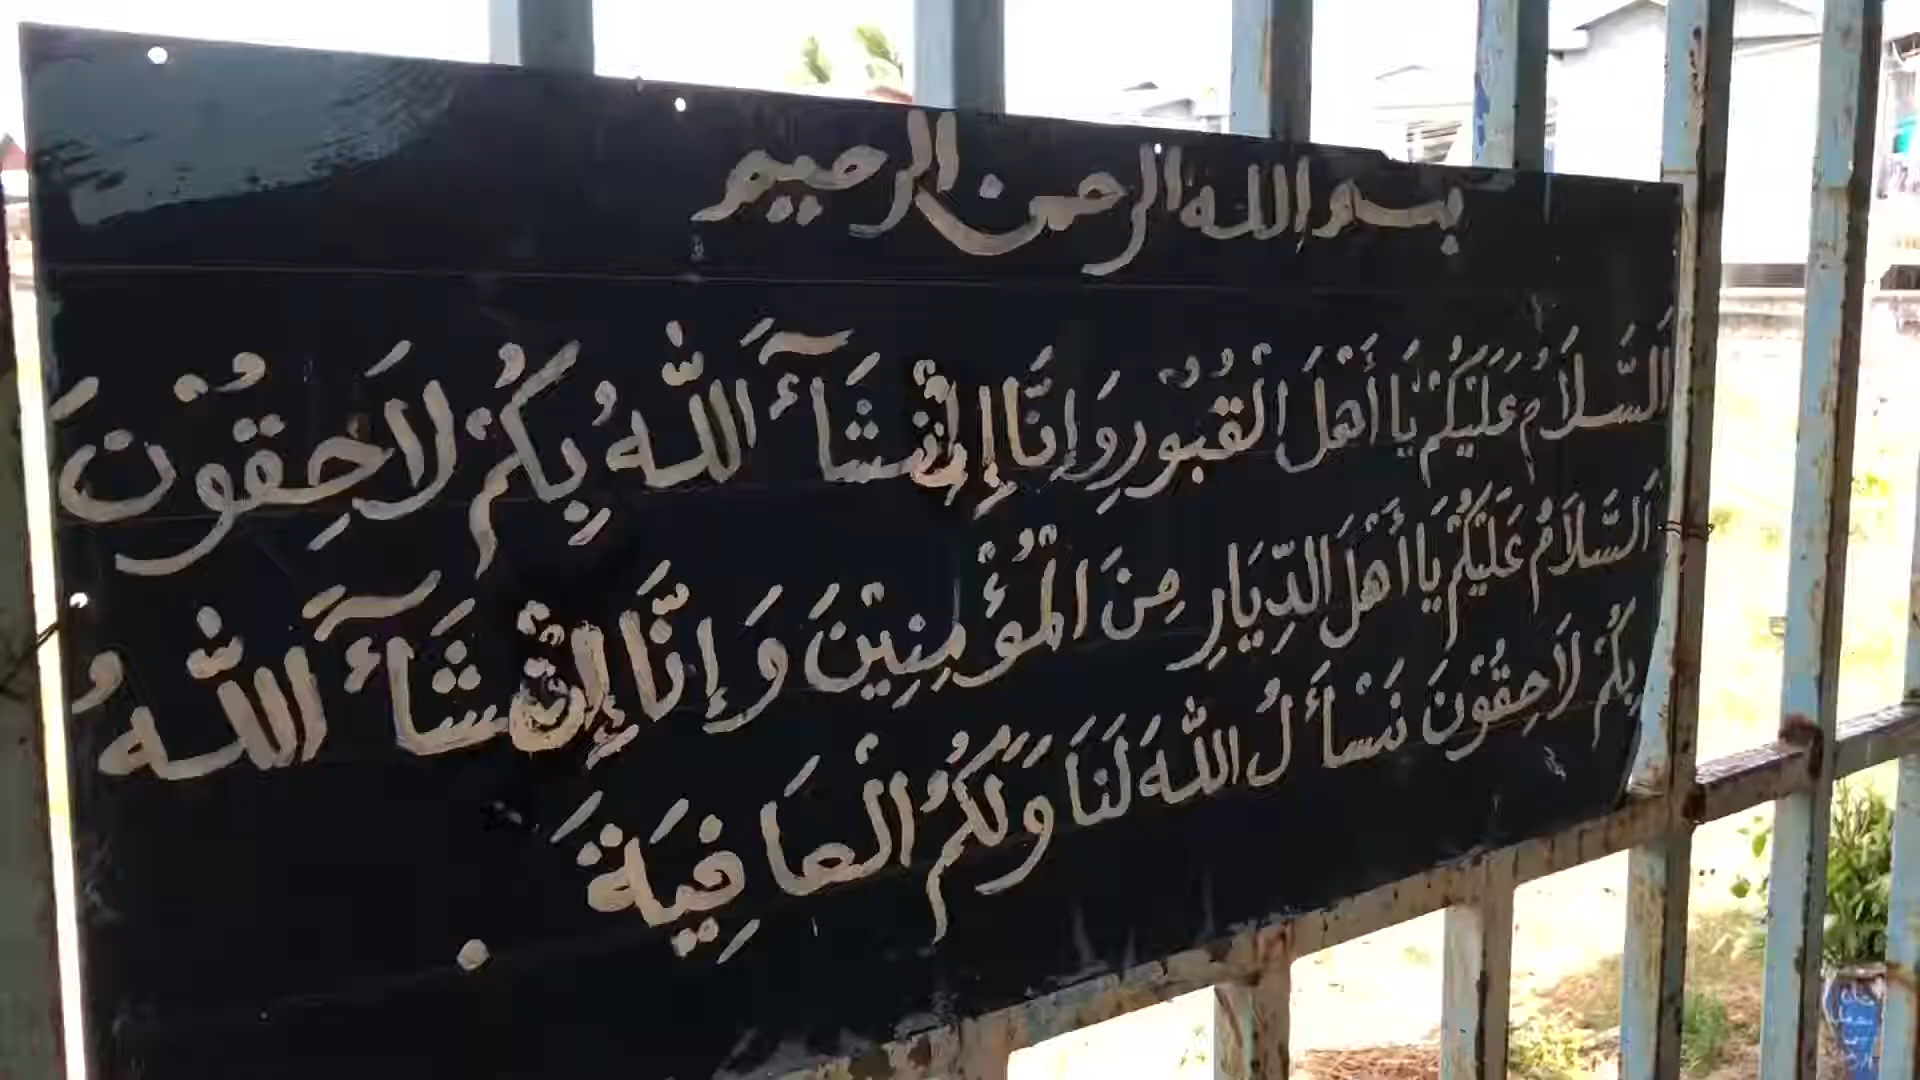 بسم الله الرحمن الرحيم
اَلسَّلَامُ عَلَيْكُمْ يَا أَهْلَ الْقُبُوْرِ وَإِنَّا إِنْ شَآءَ اللّٰهُ بِكُمْ لَاحِقُوْنَ
اَلسَّلَامُ عَلَيْكُمْ يَا أَهْلَ الدِّيَارِ مِنَ الْمُؤْمِنِيْنَ وَإِنَّا إِنْ شَآءَ اللّٰهُ
بِكُمْ لَاحِقُوْنَ نَسْأَلُ اللّٰهَ لَنَا وَلَكُمُ الْعَافِيَةَ .